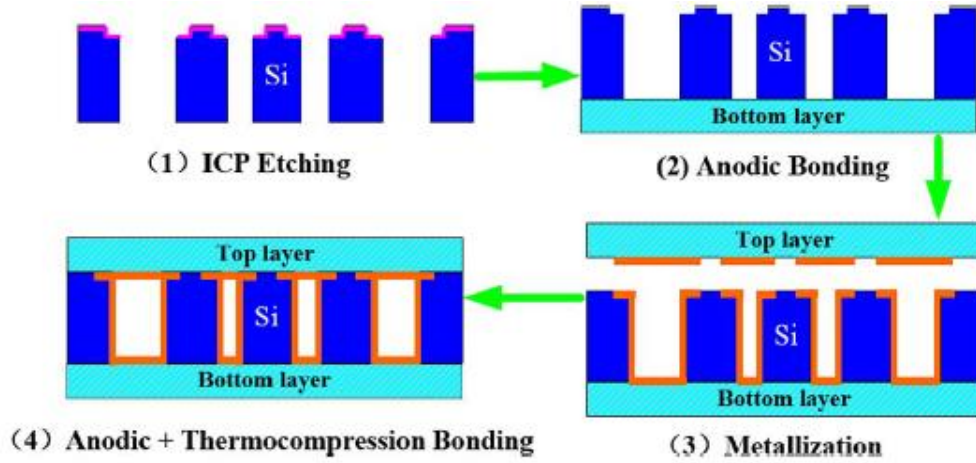 Si
（1）ICP Etching
Si
Bottom layer
(2) Anodic Bonding
Top layer
Si
Bottom layer
（3）Metallization
Top layer
Si
Bottom layer
（4）Anodic + Thermocompression Bonding